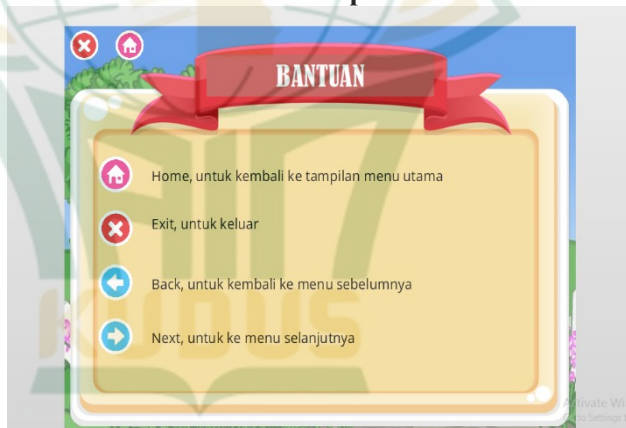 BANTUAN
Home, untuk kembali ke tampilan menu utama
Exit, untuk keluar
Back, untuk kembali ke menu sebelumnya
Next, untuk ke menu selanjutnya
KUDUS